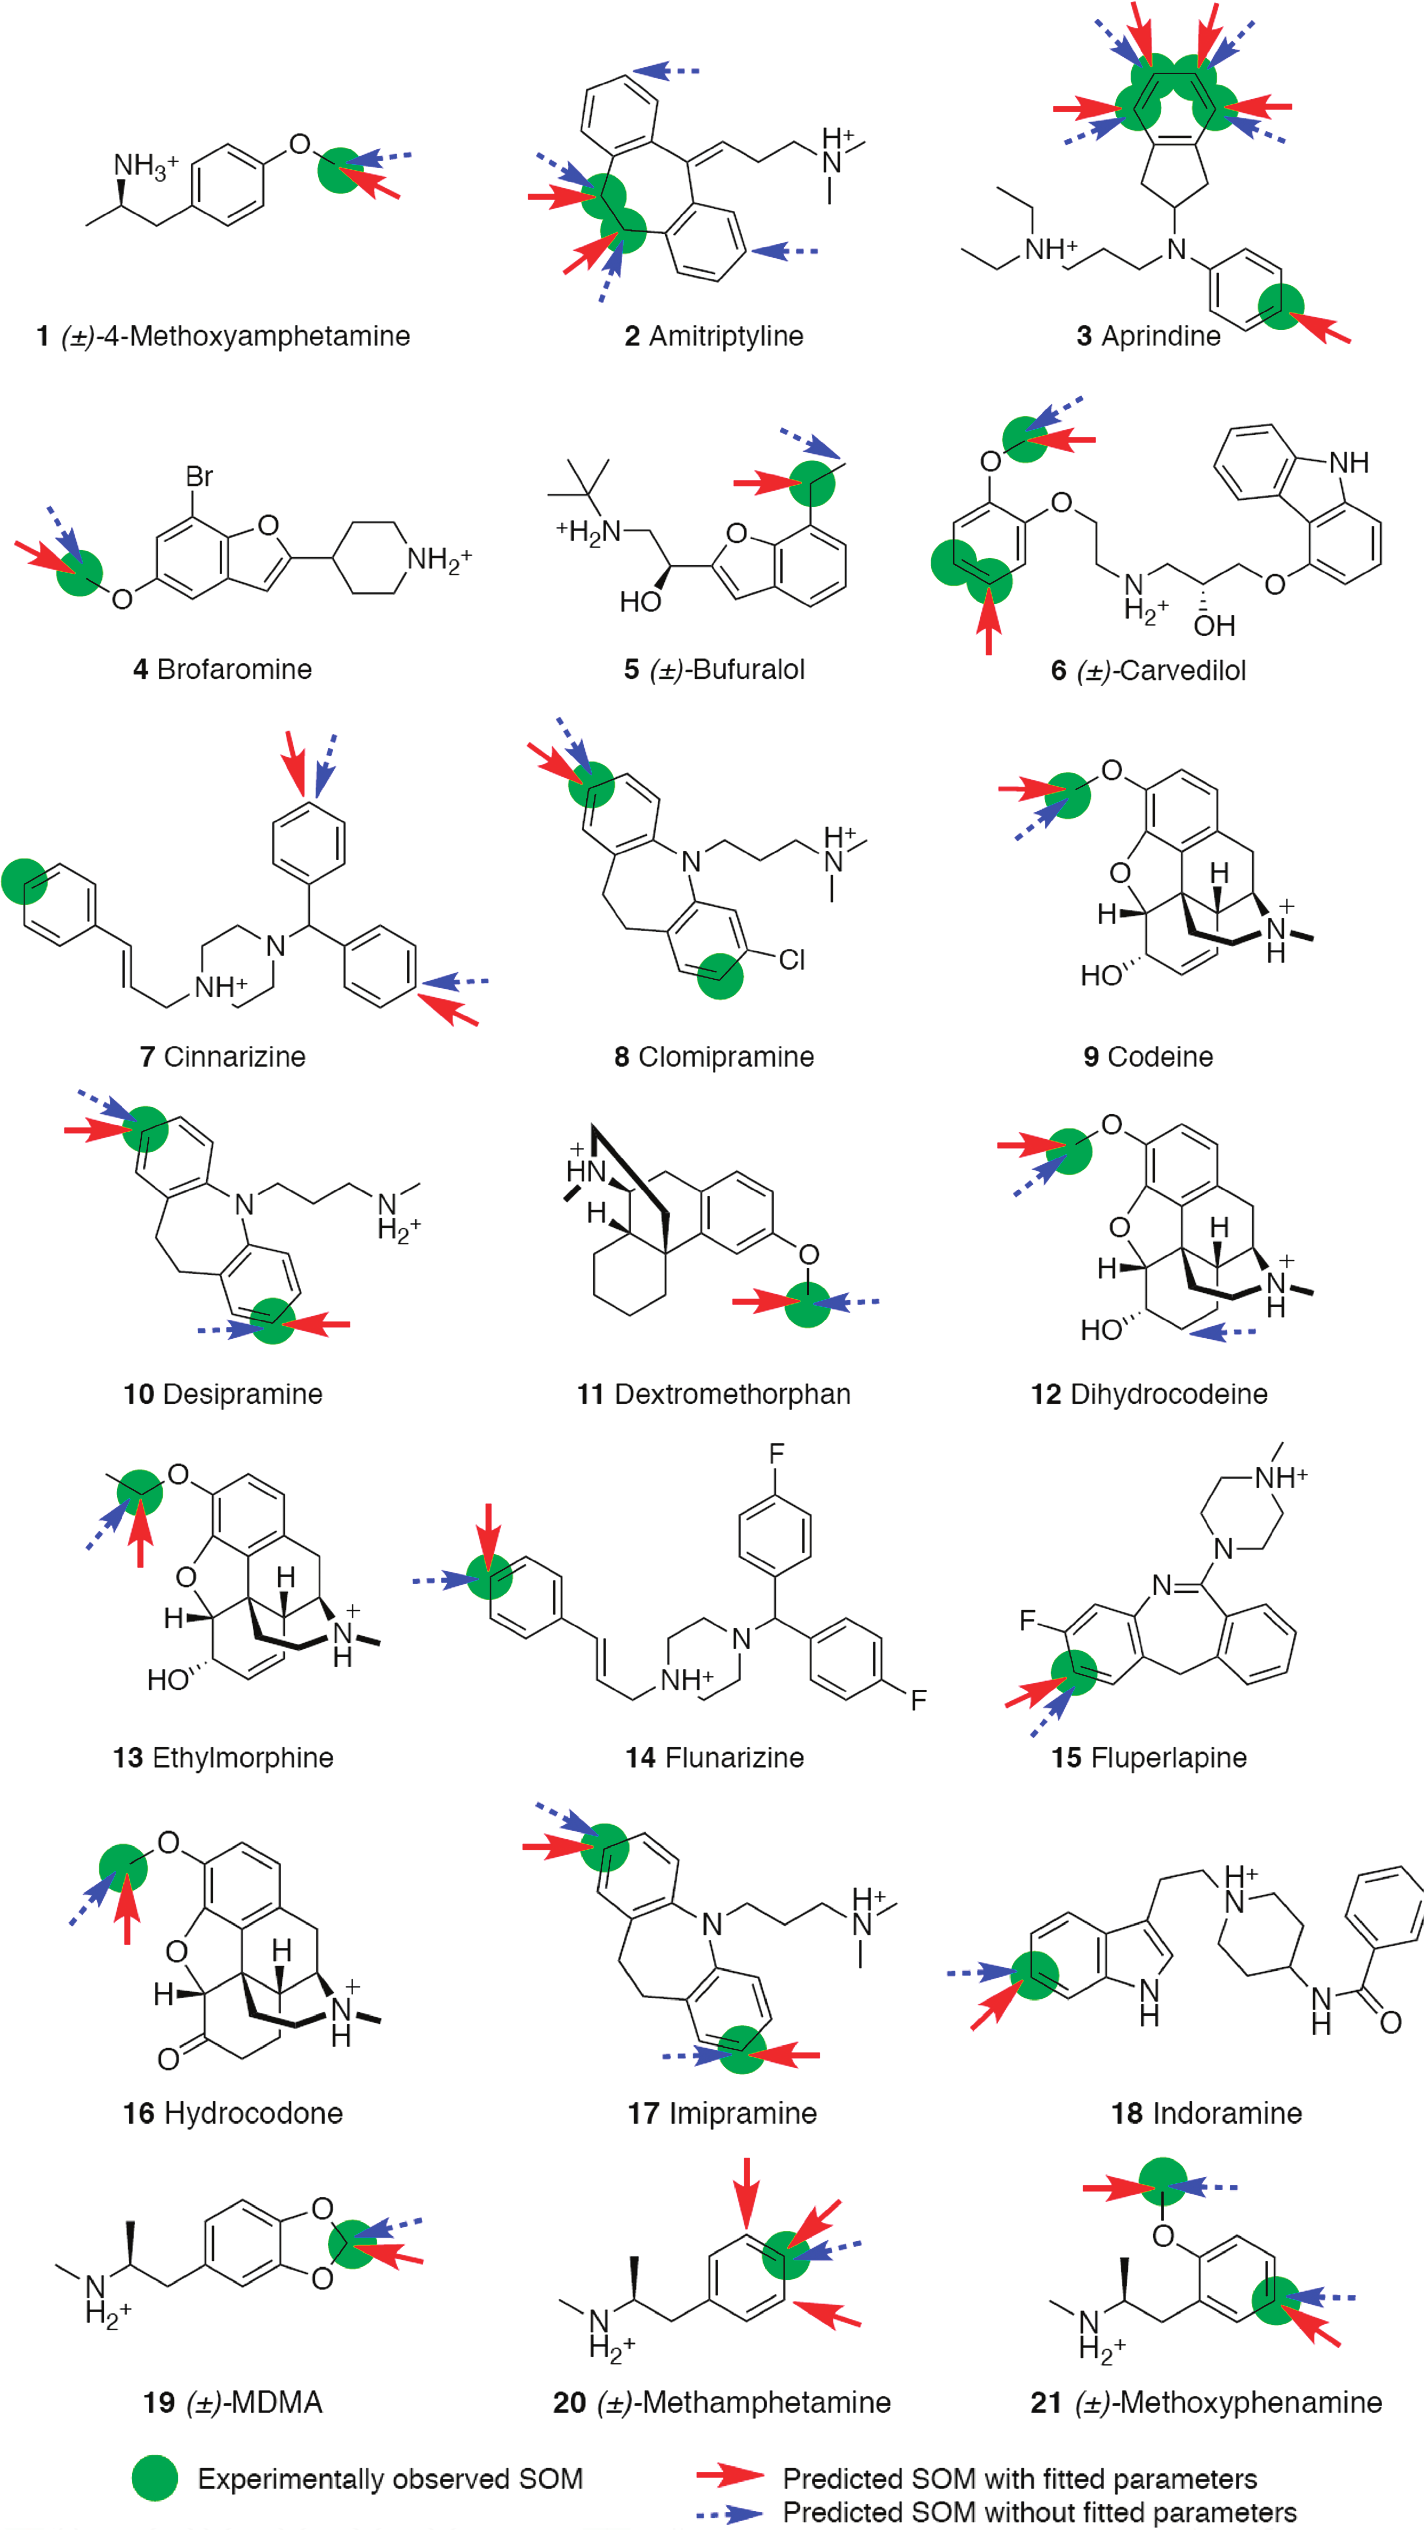 O
NH3+
H+
N
NH+
N
1 (±)-4-Methoxyamphetamine
2 Amitriptyline
3 Aprindine
Br
O
NH2+
O
+H2N
O
HO
O
O
NH
N
H2+
OH
O
4 Brofaromine
5 (±)-Bufuralol
6 (±)-Carvedilol
N
NH+
N
H+
N
Cl
O
O
H
H
+
N
H
HO
7 Cinnarizine
8 Clomipramine
9 Codeine
N
N
H2+
+
HN
H
O
O
O
H
H
+
N
H
HO
10 Desipramine
11 Dextromethorphan
12 Dihydrocodeine
O
O
H
H
+
N
H
HO
F
N
NH+
F
NH+
N
N
F
13 Ethylmorphine
14 Flunarizine
15 Fluperlapine
O
O
H
H
+
N
H
O
N
H+
N
H+
N
N
H
N
H
O
16 Hydrocodone
17 Imipramine
18 Indoramine
O
O
N
H2+
N
H2+
O
N
H2+
19 (±)-MDMA
20 (±)-Methamphetamine
21 (±)-Methoxyphenamine
Experimentally observed SOM
Predicted SOM with fitted parameters
Predicted SOM without fitted parameters